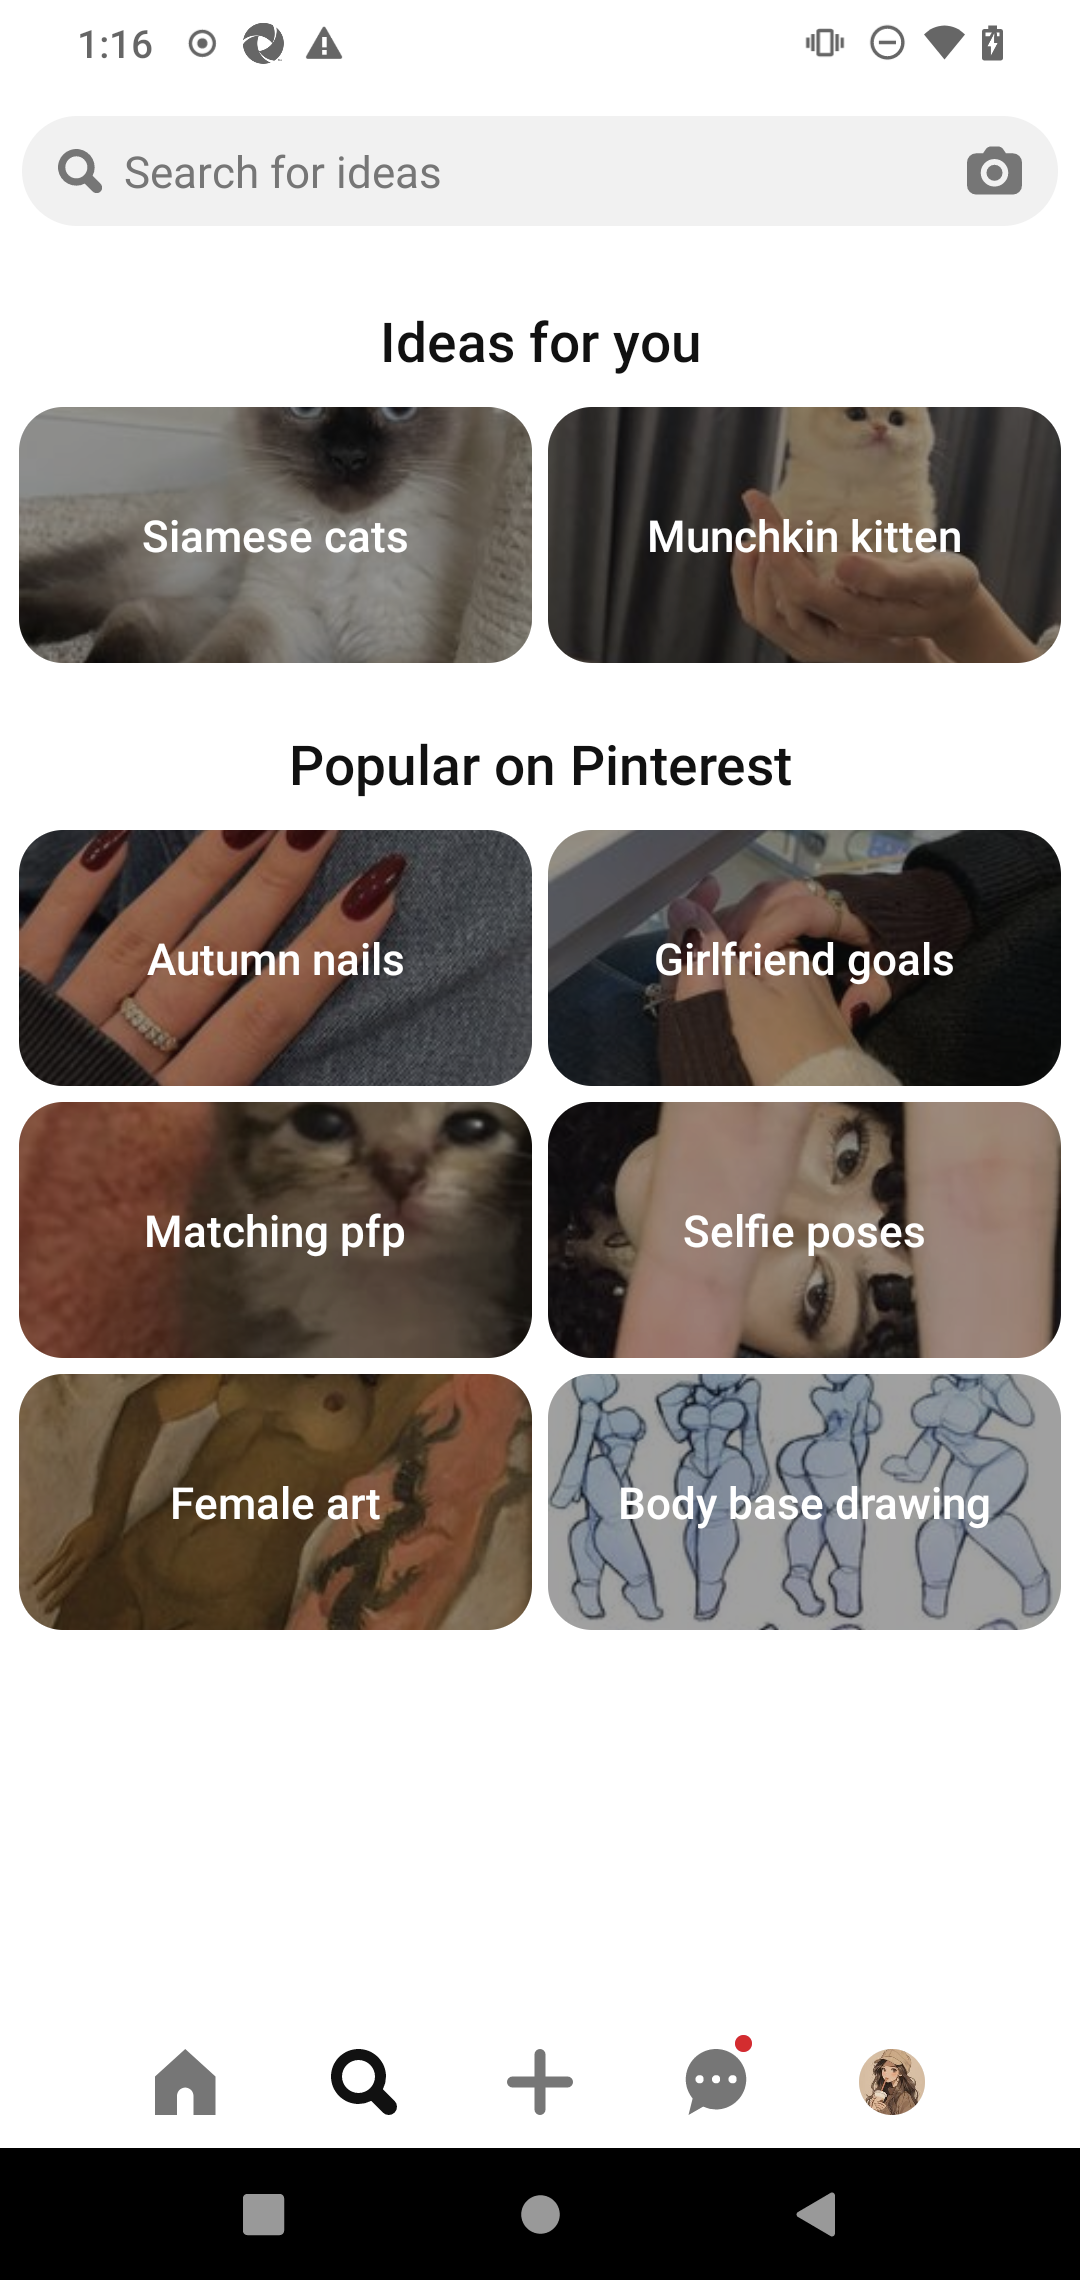 1:16
Search for ideas
Ideas for you
Siamese cats
Munchkin kitten
Popular on Pinterest
Autumn nails
Girlfriend goals
Matching pfp
Selfie poses
Female art
Body base drawing